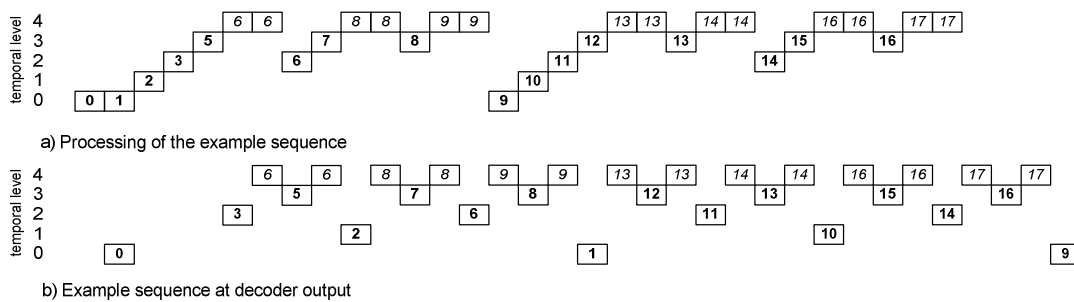 temporal level
4 6 6 8 8 9 9 13 13 14 14 16 16 17 17
3 5 7 8 12 13 15 16
2 3 6 11 14
1 2 10
0 0 1 9
a) Processing of the example sequence
temporal level
4 6 6 8 8 9 9 13 13 14 14 16 16 17 17
3 5 7 8 12 13 15 16
2 3 6 11 14
1 2 10
0 0 1 9
b) Example sequence at decoder output